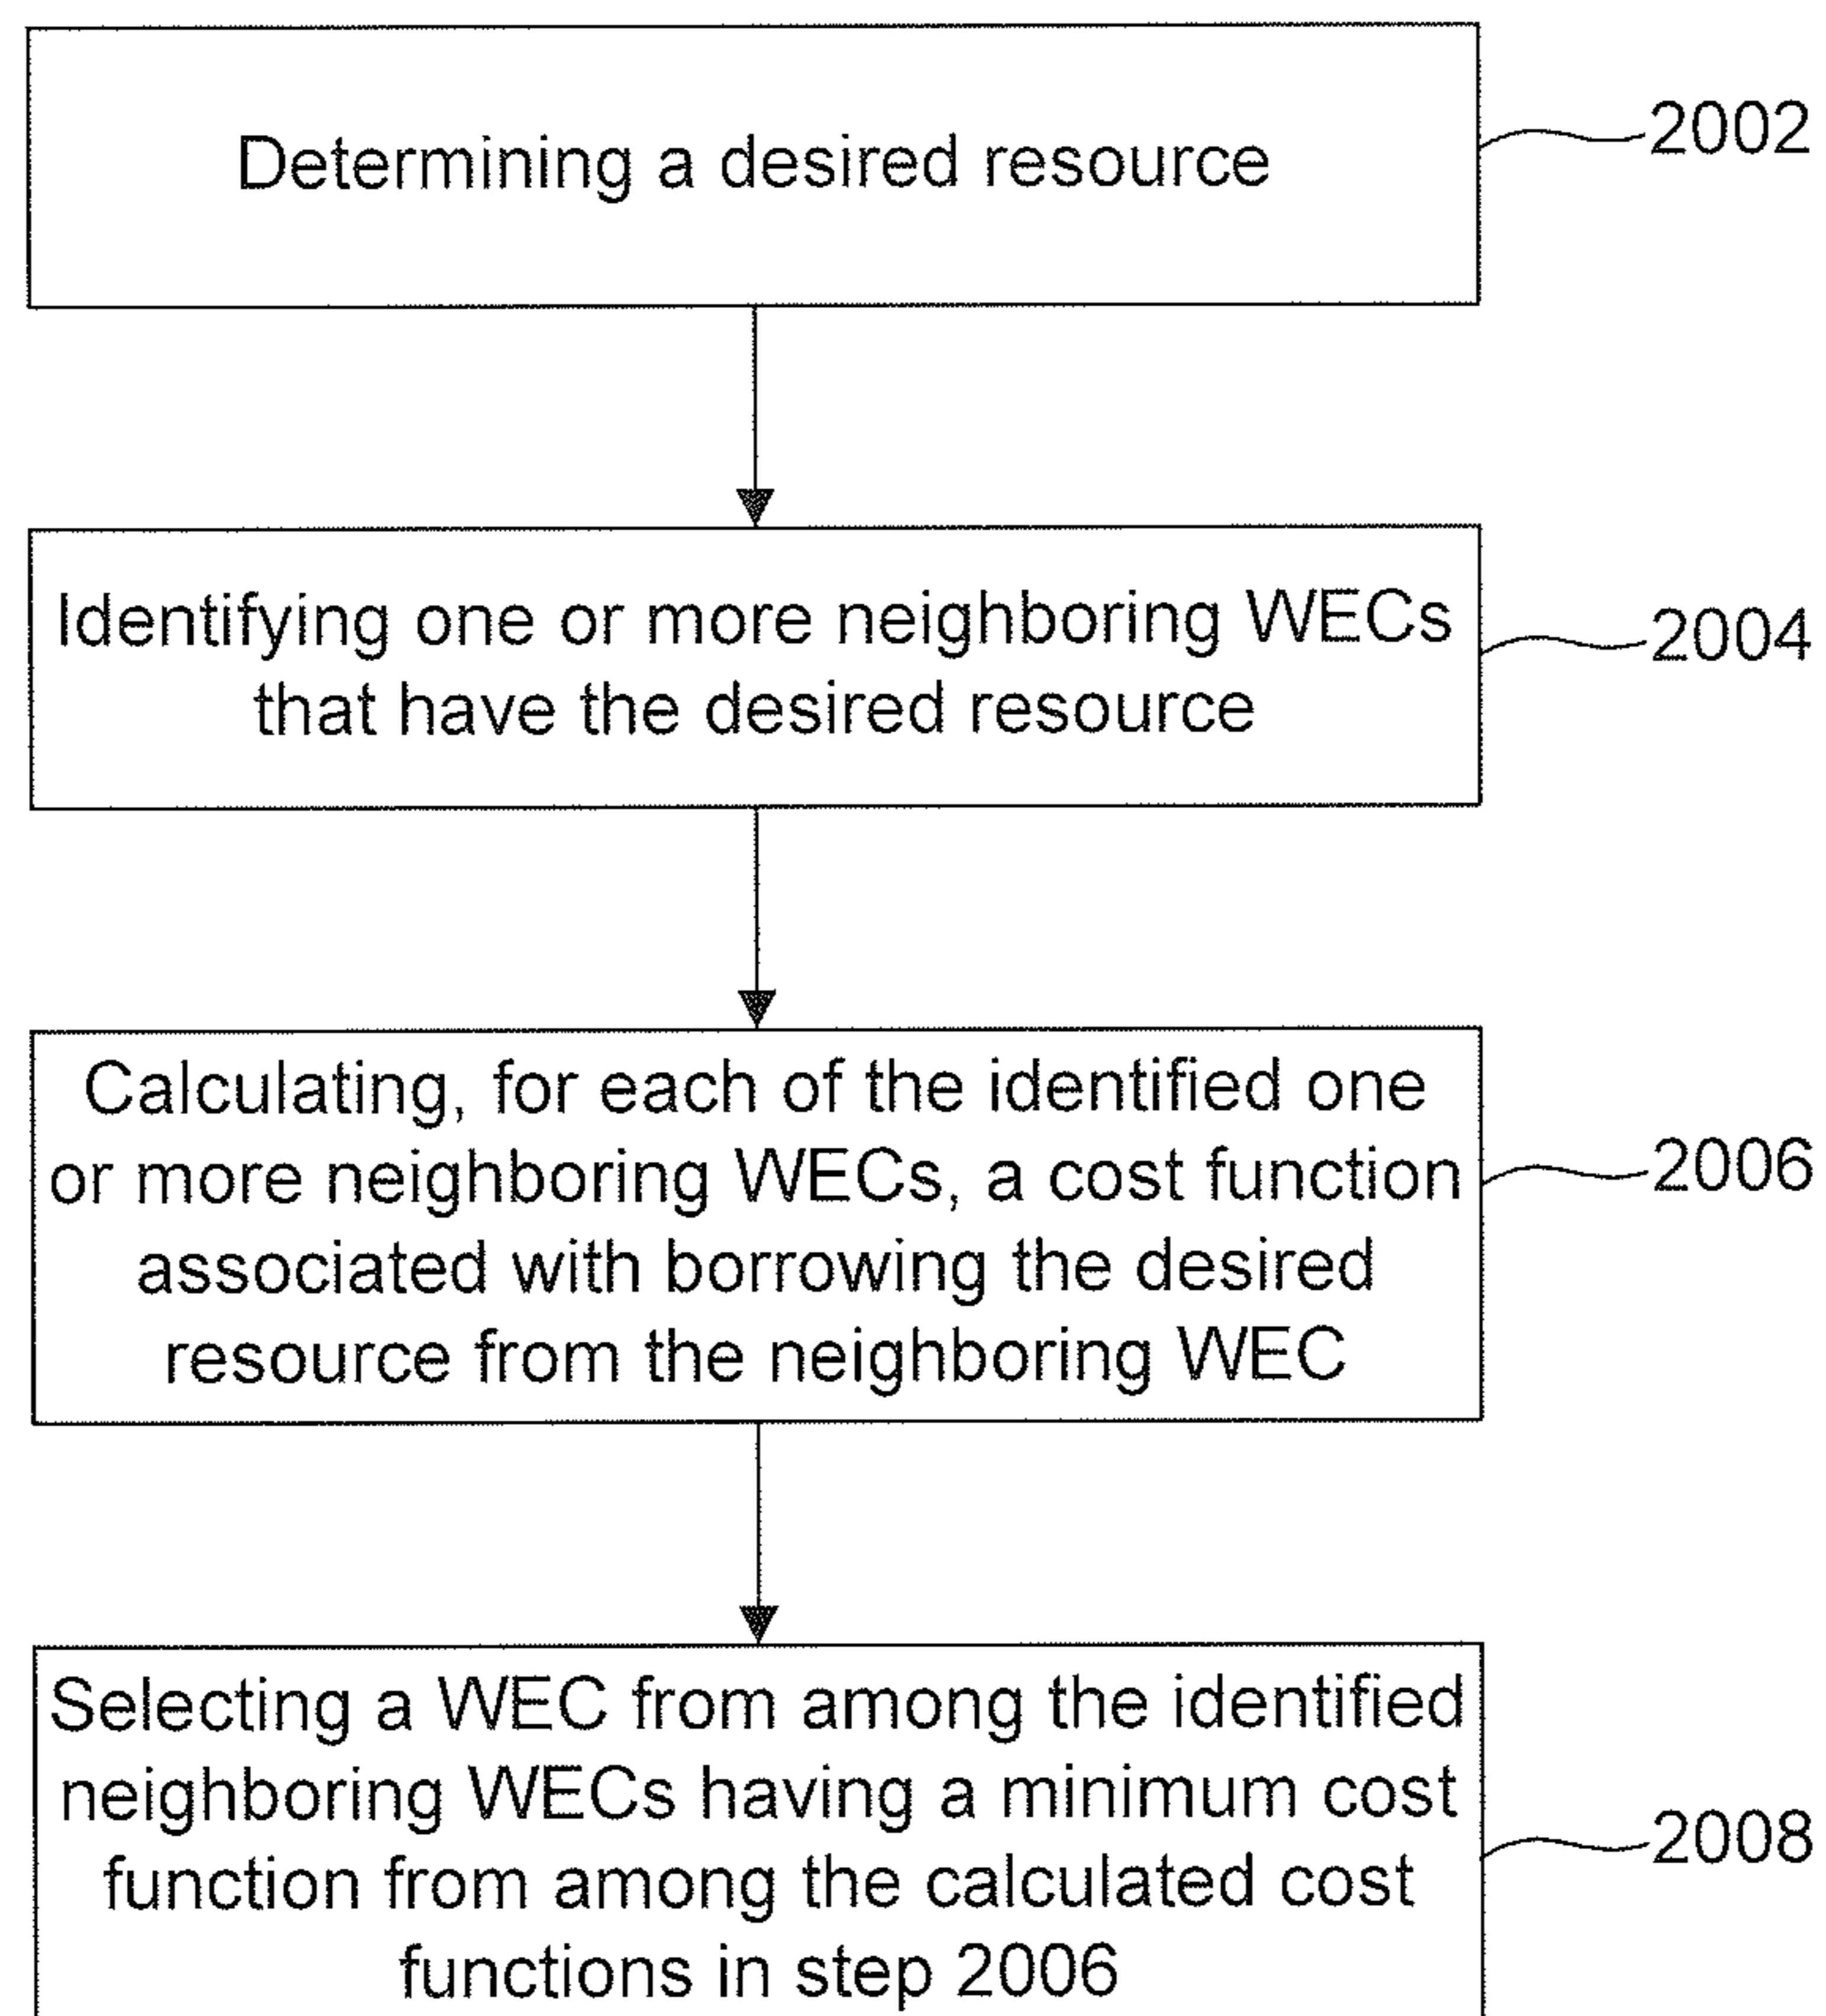 Determining a desired resource
2002
Identifying one or more neighboring WECs
that have the desired resource
2004
Calculating, for each of the identified one
or more neighboring WECs, a cost function
associated with borrowing the desired
resource from the neighboring WEC
2006
Selecting a WEC from among the identified
neighboring WECs having a minimum cost
function from among the calculated cost
functions in step 2006
2008